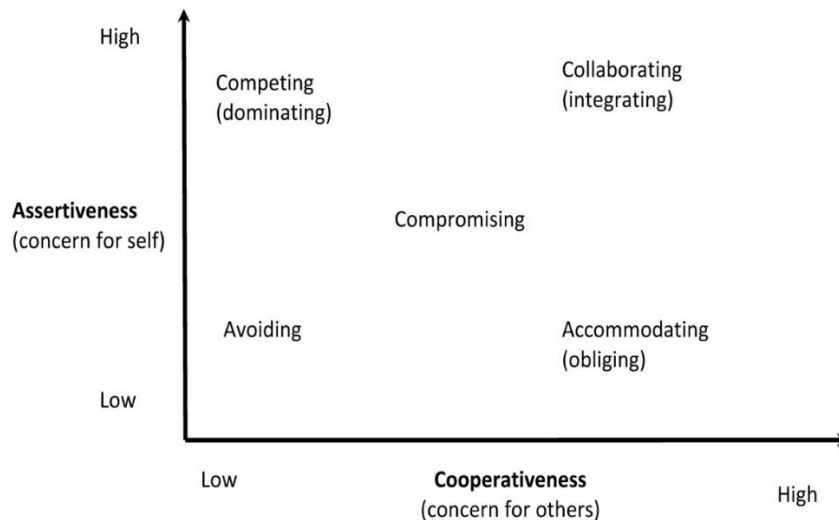 High
Competing
(dominating)
Collaborating
(integrating)
Assertiveness
(concern for self)
Compromising
Avoiding
Accommodating
(obliging)
Low
Low
Cooperativeness
(concern for others)
High